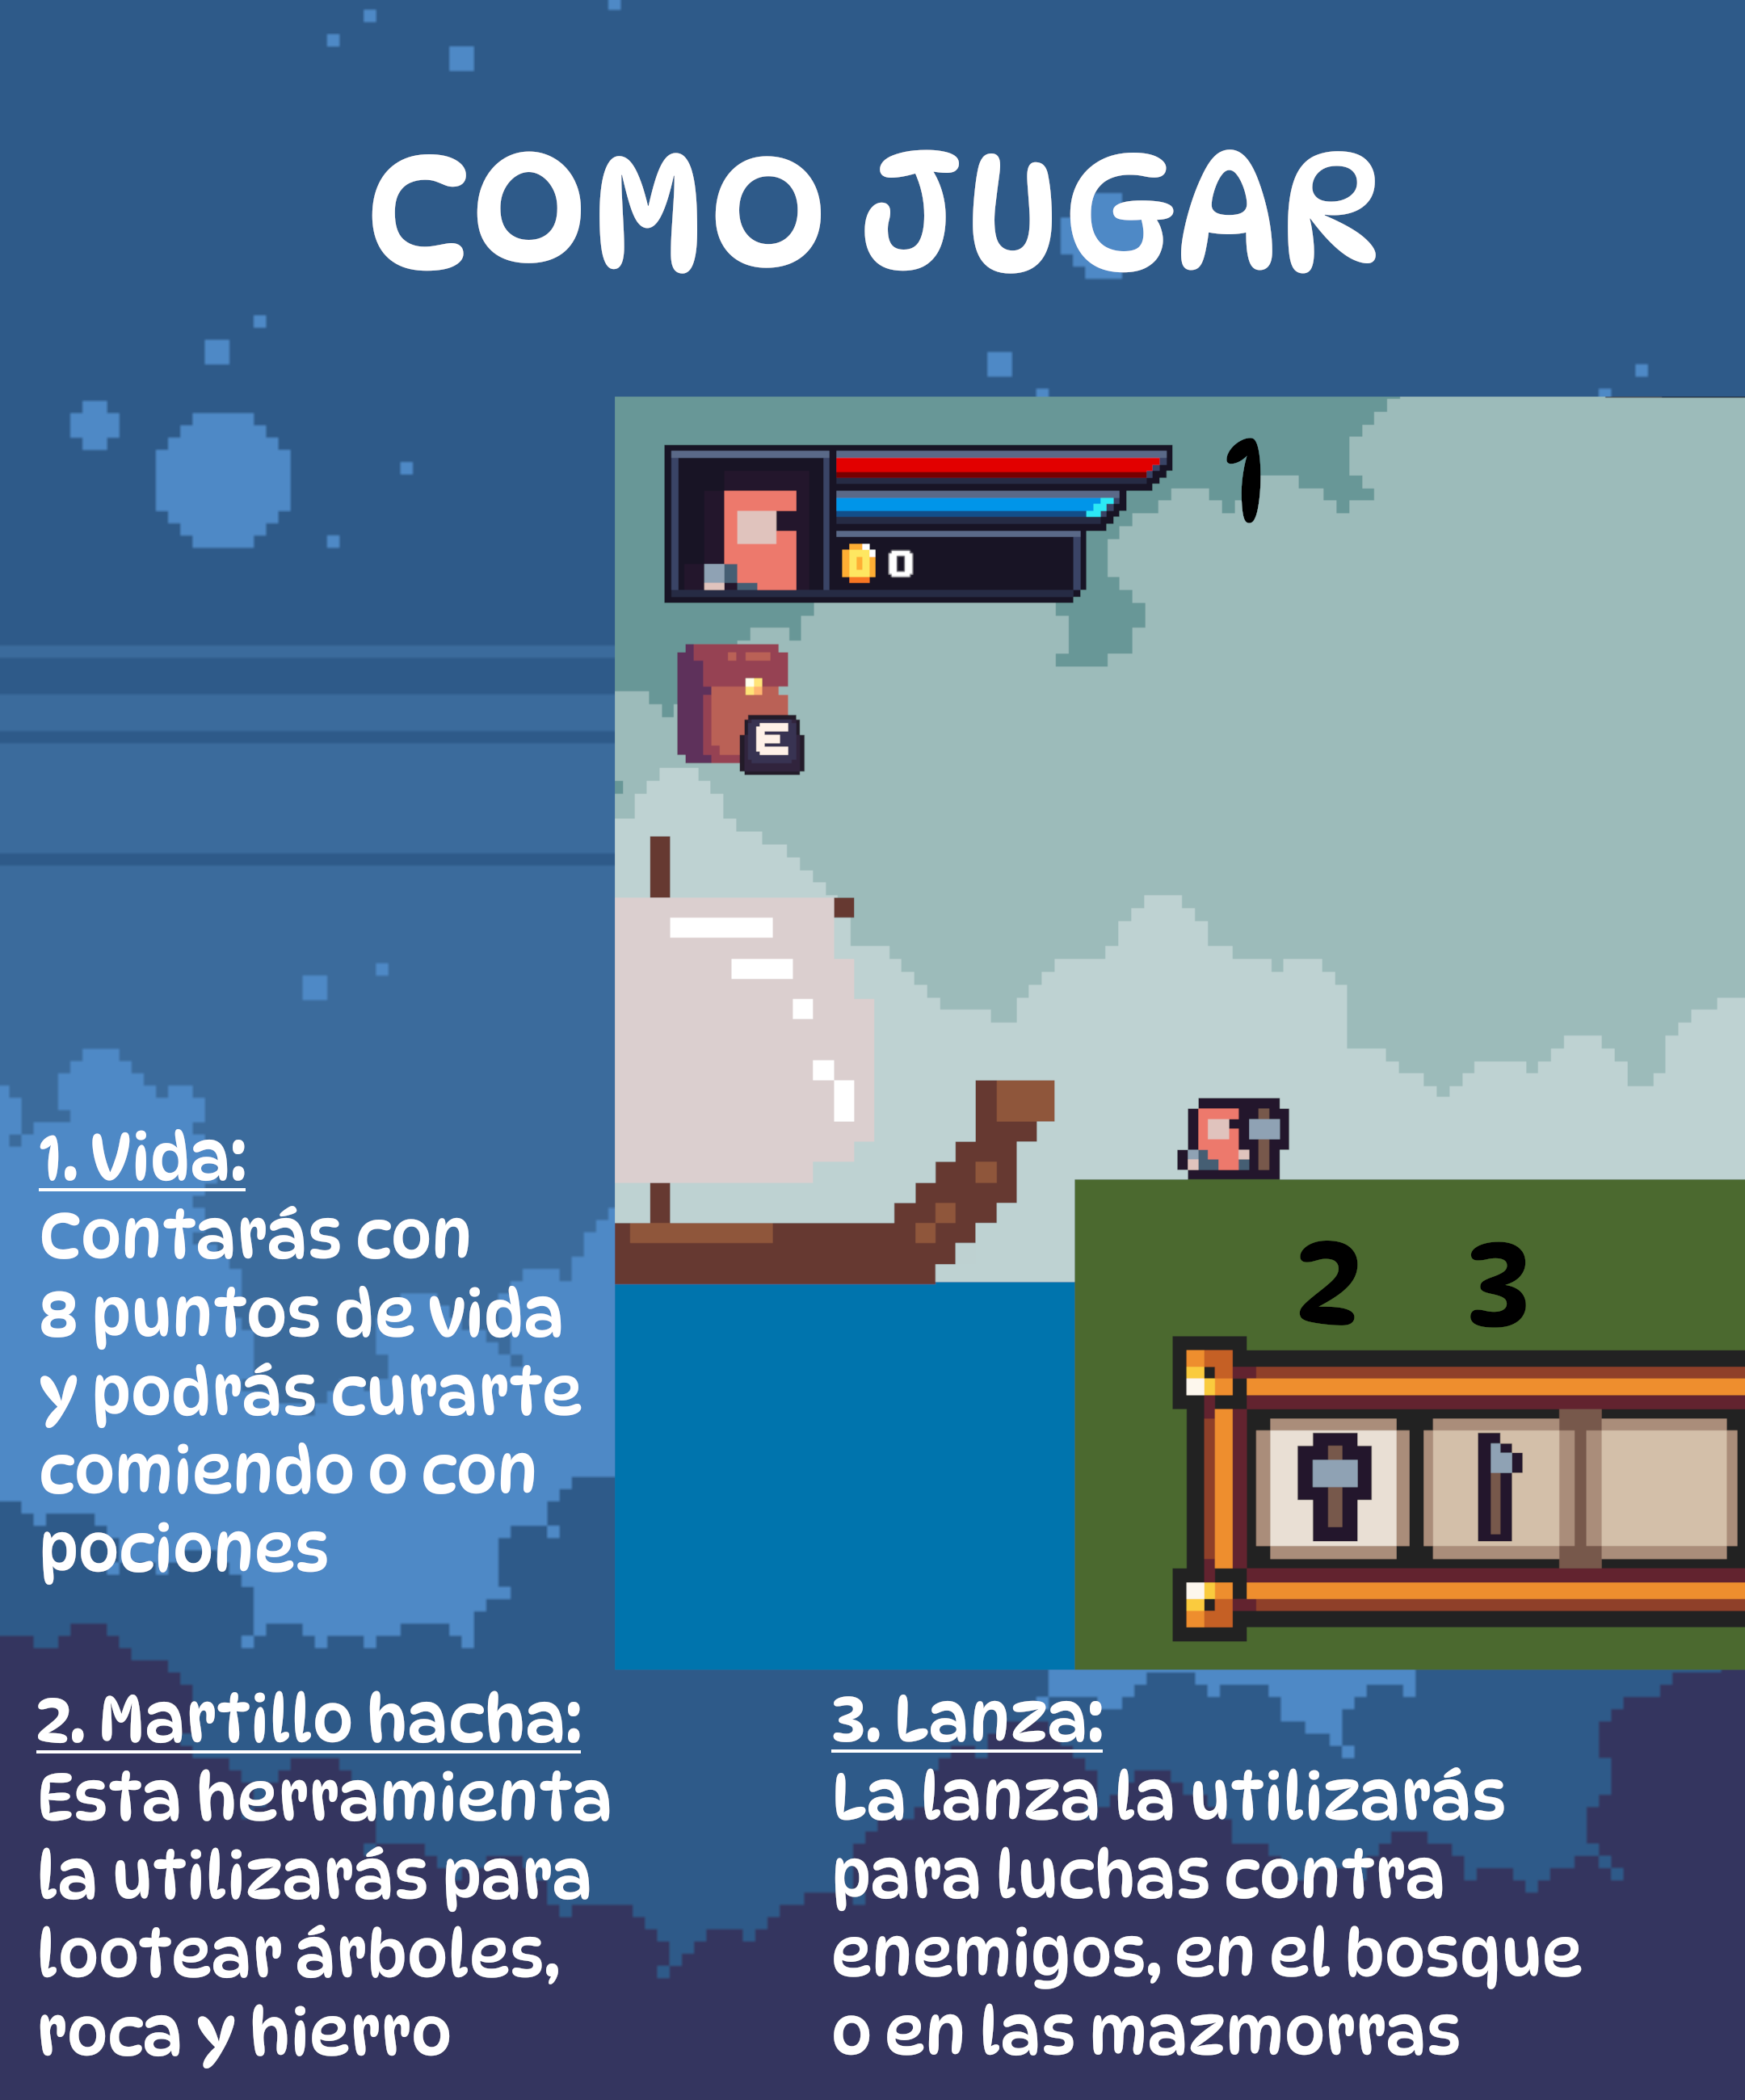 COMO JUGAR
1
0
E
2 3
1. Vida:
Contarás con
8 puntos de vida
y podrás curarte
comiendo o con
pociones
2. Martillo hacha:
Esta herramienta
la utilizarás para
lootear árboles,
roca y hierro
3. Lanza:
La lanza la utilizarás
para luchas contra
enemigos, en el bosque
o en las mazmorras